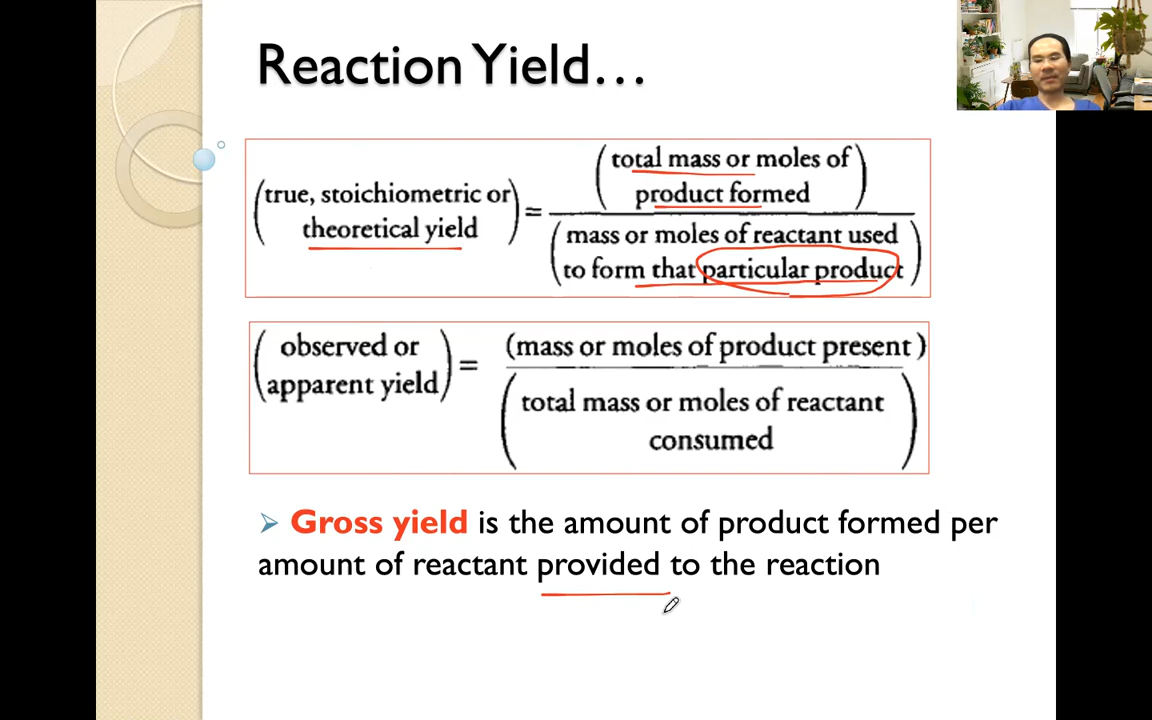 Reaction Yield…
(true, stoichiometric or
theoretical yield) =
(total mass or moles of
product formed)
(mass or moles of reactant used
to form that particular product)
(observed or
apparent yield) =
(mass or moles of product present)
(total mass or moles of reactant
consumed)
➢ Gross yield is the amount of product formed per
amount of reactant provided to the reaction